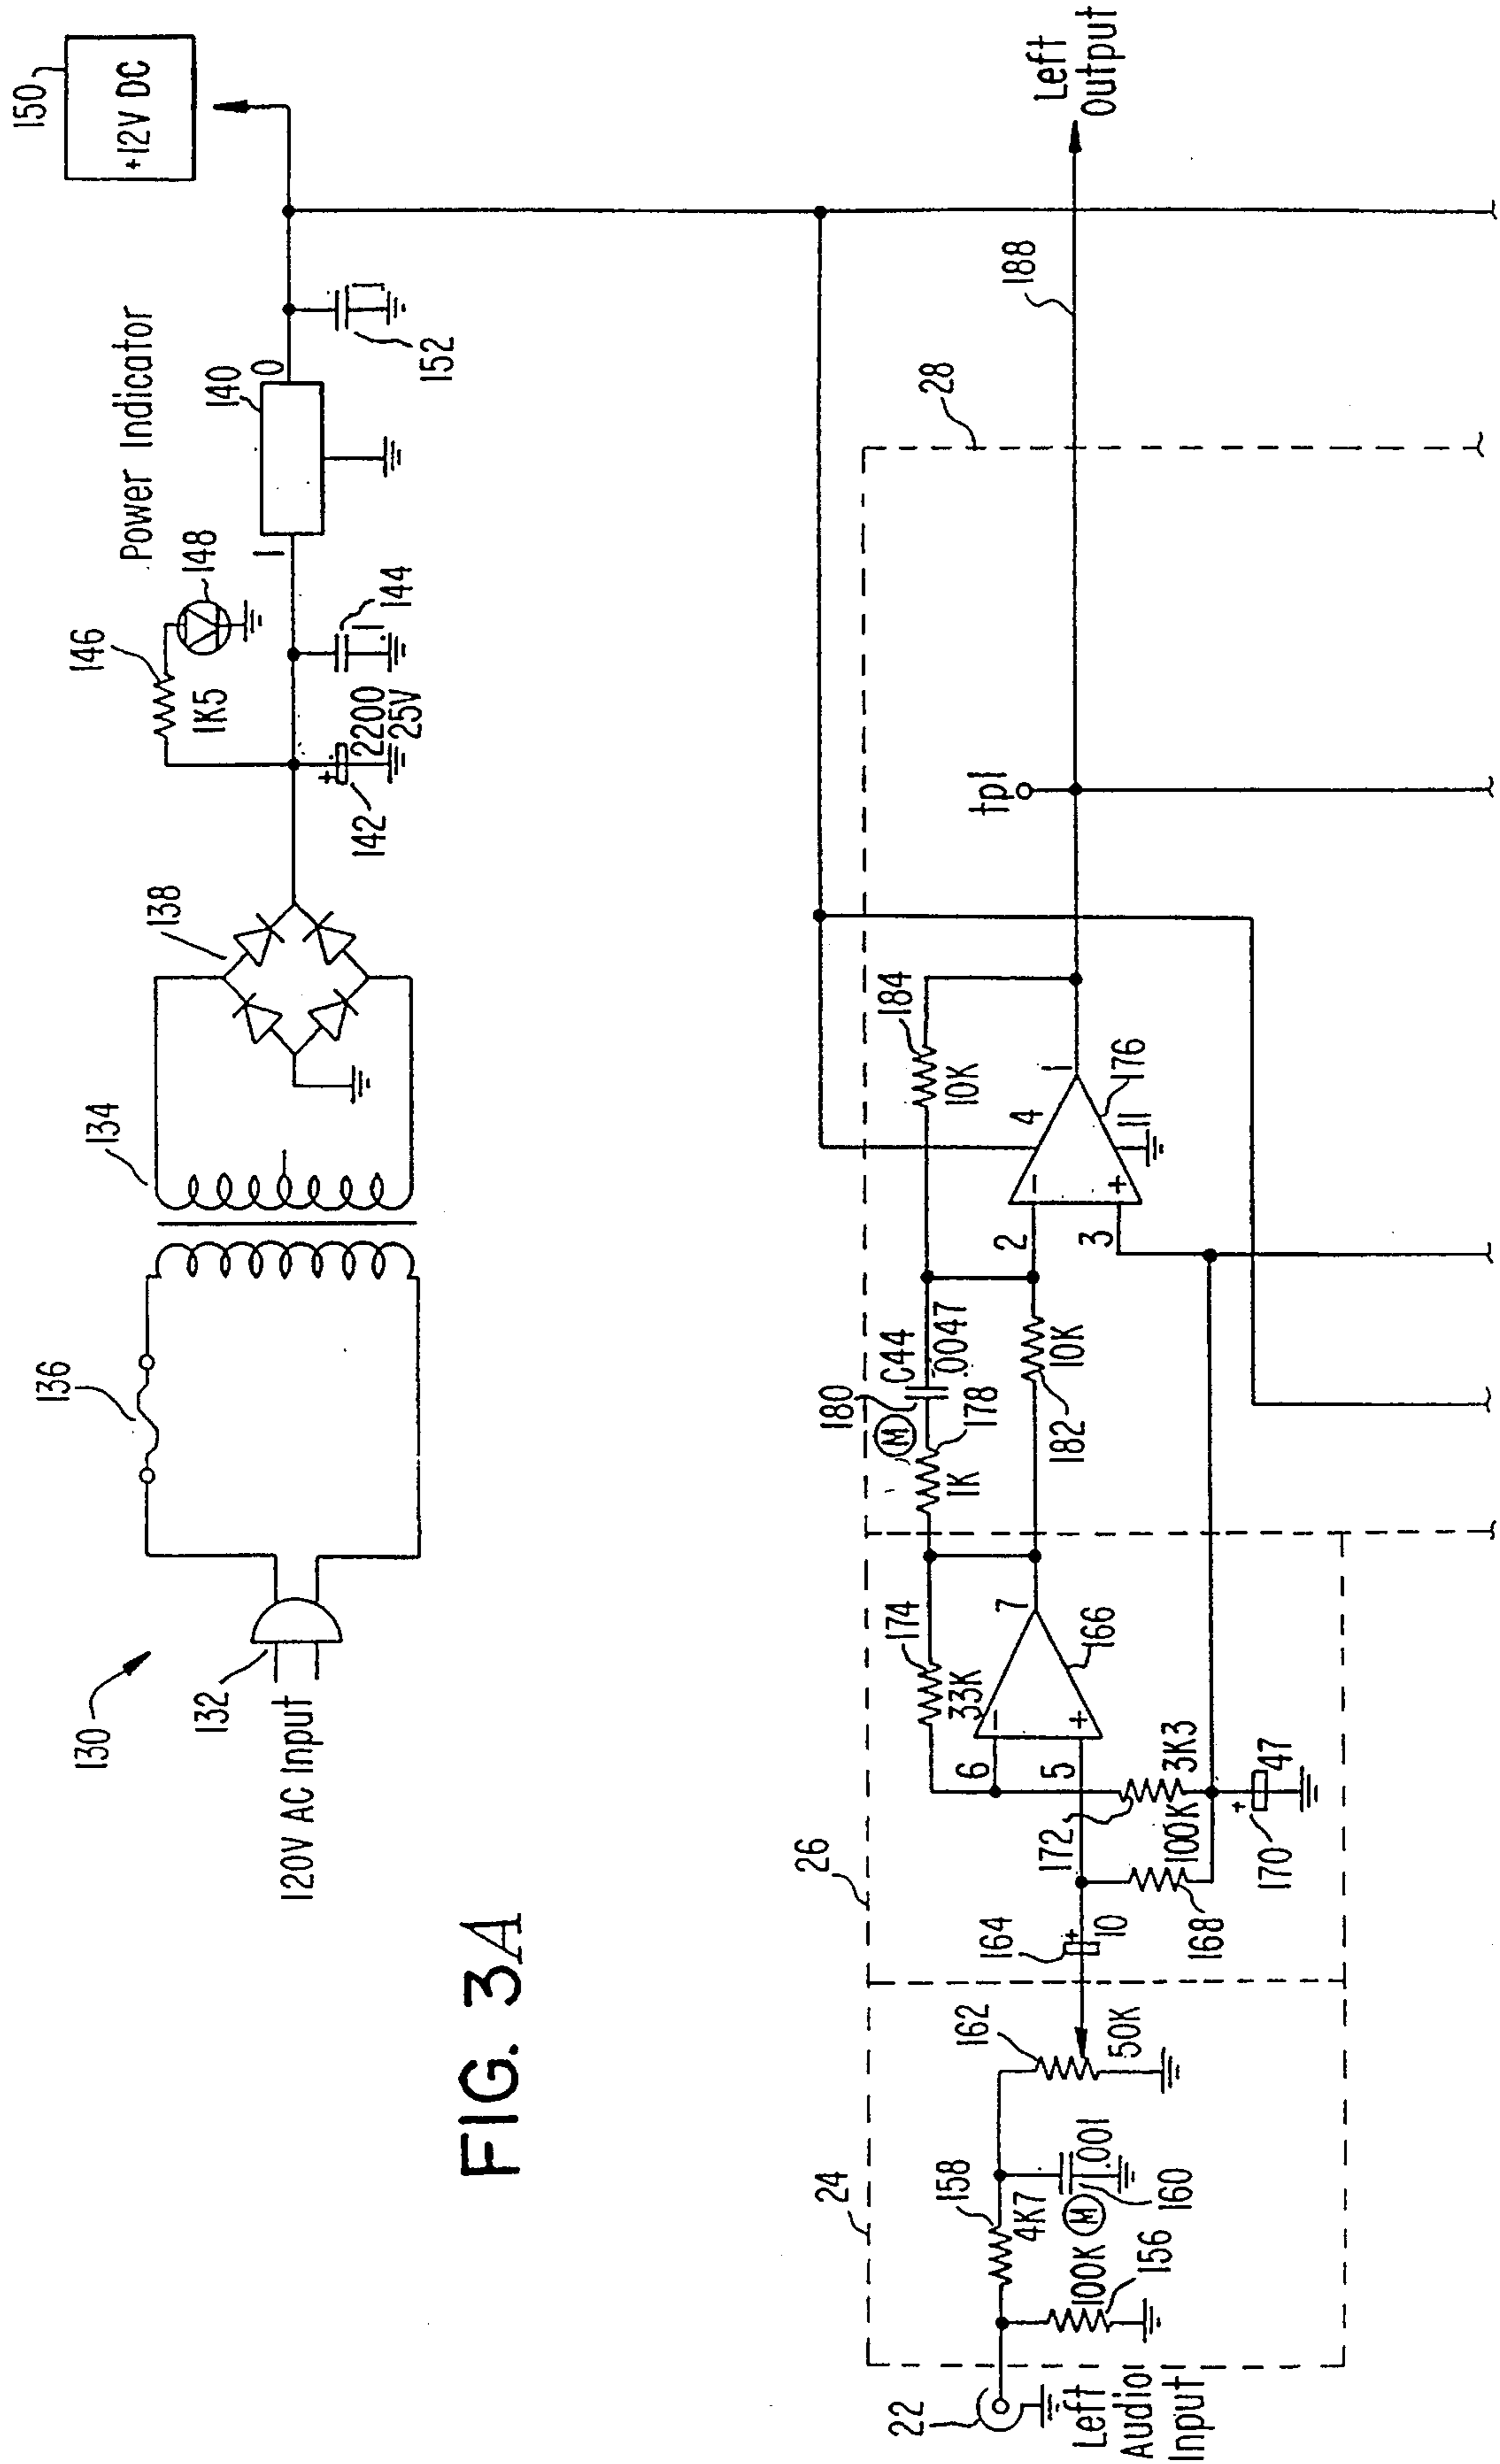 FIG. 3A
130
132
120V AC Input
136
134
138
142
2200
25V
146
1K5
148
Power Indicator
144
.1
I
140
O
152
.1
150
+12V DC
22
Left
Audio
Input
24
158
4K7
100K
156
M
.001
160
162
50K
26
164
+
10
168
100K
172
3K3
170
+
47
174
33K
6
5
−
+
7
166
180
M
C44
.0047
178
1K
182
10K
184
10K
2
3
−
+
4
11
1
176
tp1
28
188
Left
Output